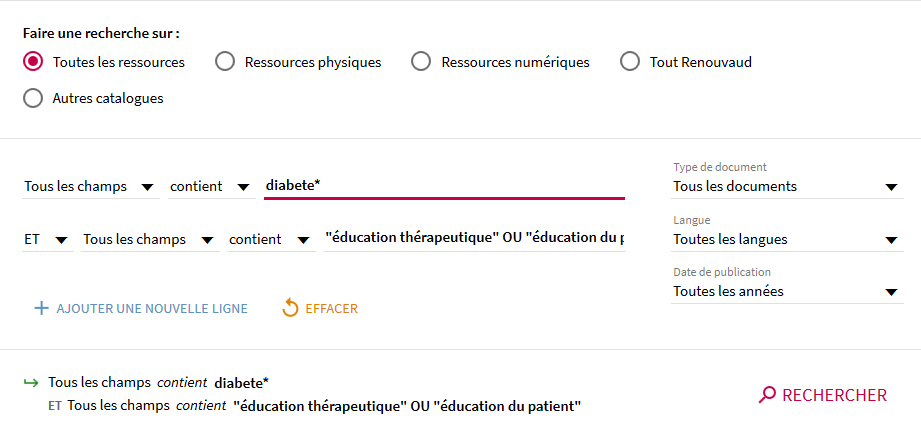 Faire une recherche sur :
Toutes les ressources Ressources physiques Ressources numériques Tout Renouvaud
Autres catalogues
Type de document
Tous les champs contient diabete* Tous les documents
Langue
ET Tous les champs contient "éducation thérapeutique" OU "éducation du p Toutes les langues
Date de publication
Toutes les années
AJOUTER UNE NOUVELLE LIGNE EFFACER
Tous les champs contient diabete*
ET Tous les champs contient "éducation thérapeutique" OU "éducation du patient"
RECHERCHER